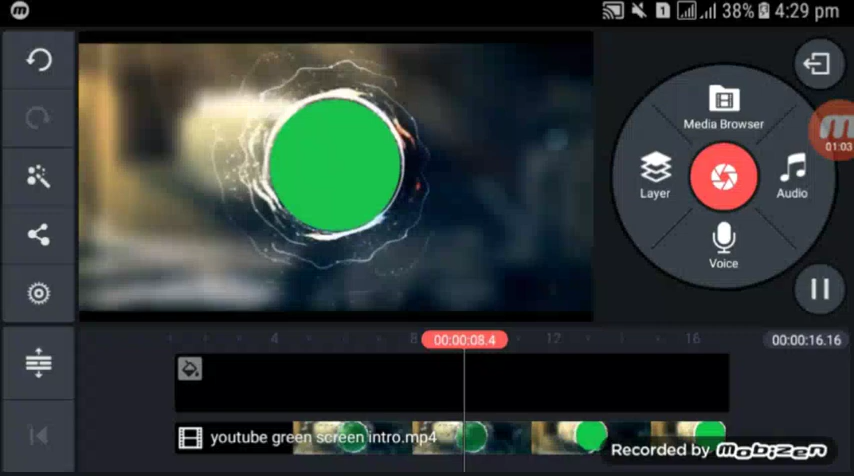 1 38% 4:29 pm
Media Browser
01:03
Layer
Audio
Voice
4
8
00:00:08.4
12
16
00:00:16.16
youtube green screen intro.mp4
Recorded by mobizen